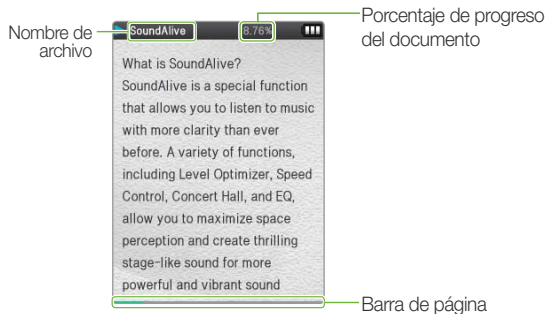 Nombre de
archivo
SoundAlive
8.76%
Porcentaje de progreso
del documento
What is SoundAlive?
SoundAlive is a special function
that allows you to listen to music
with more clarity than ever
before. A variety of functions,
including Level Optimizer, Speed
Control, Concert Hall, and EQ,
allow you to maximize space
perception and create thrilling
stage-like sound for more
powerful and vibrant sound
Barra de página